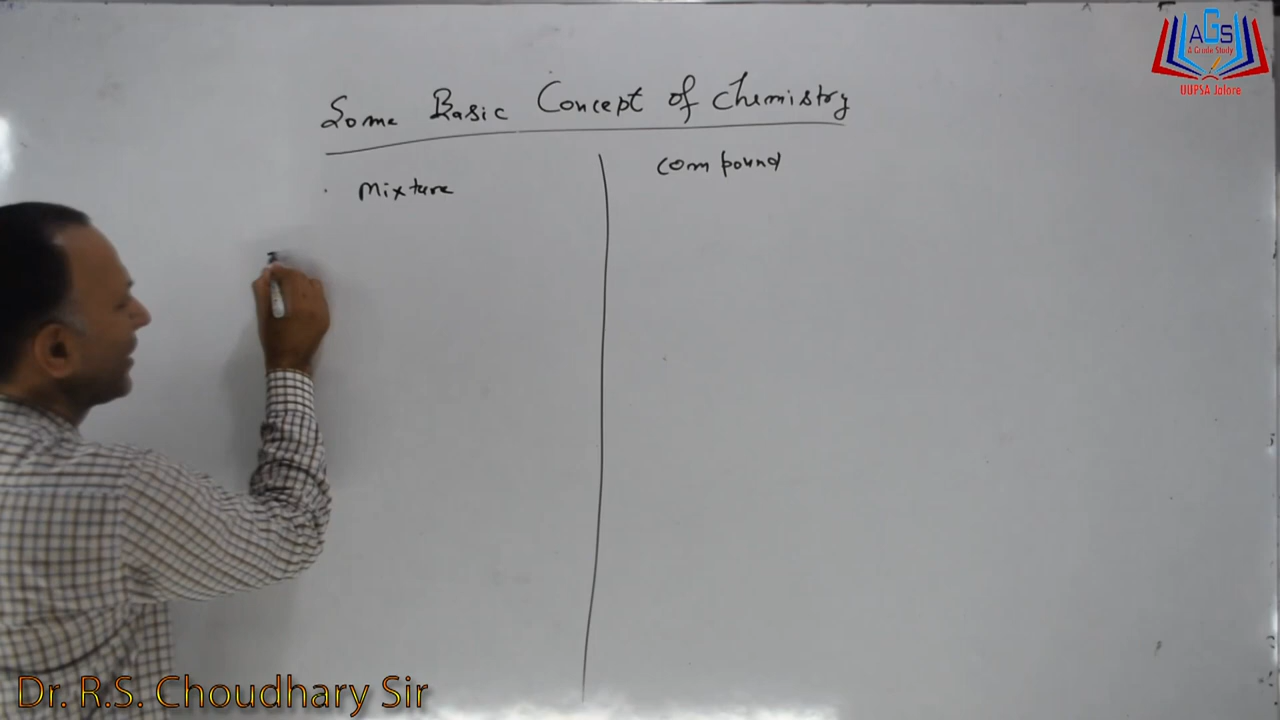 AGS
A Grade Study
UUPSA Jalore
Some Basic Concept of chemistry
Mixture
compound
Dr. R.S. Choudhary Sir